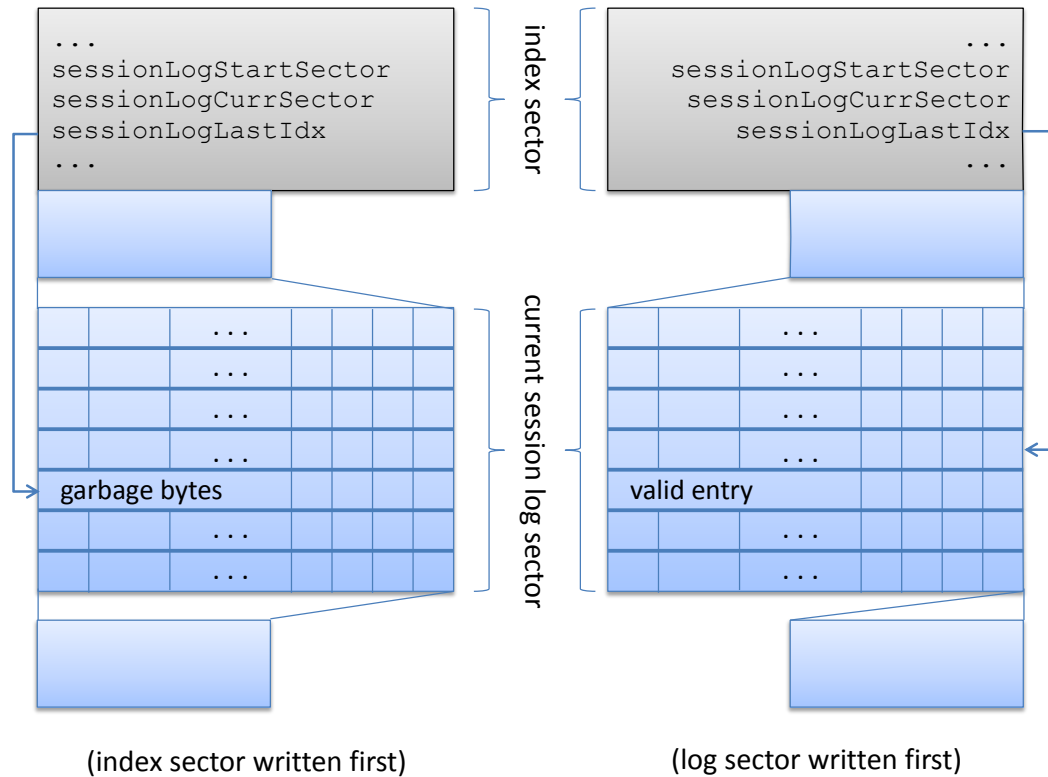 ...
sessionLogStartSector
sessionLogCurrSector
sessionLogLastIdx
...
index sector
...
sessionLogStartSector
sessionLogCurrSector
sessionLogLastIdx
...
...
...
...
...
garbage bytes
...
...
current session log sector
...
...
...
...
valid entry
...
...
(index sector written first)
(log sector written first)